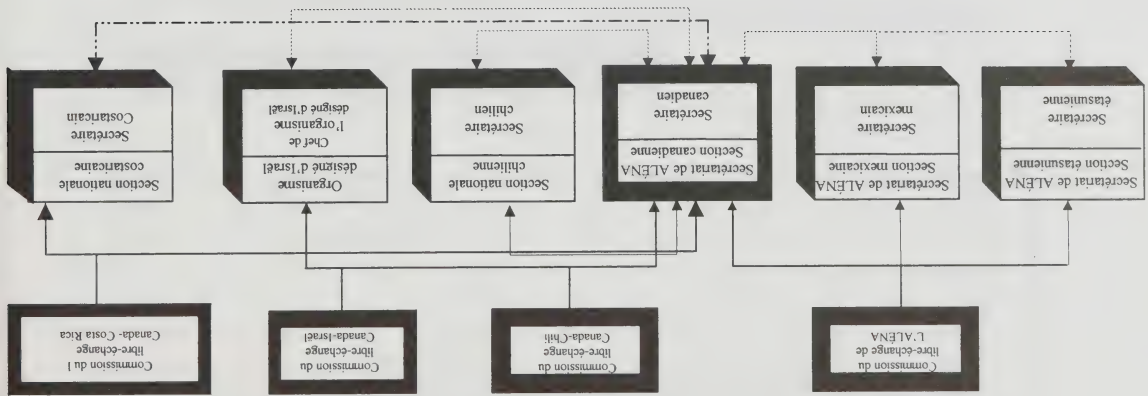 Commission du
libre-échange de
L'ALÉNA
Commission du
libre-échange
Canada-Chili
Commission du
libre-échange
Canada-Israël
Commission du l
libre-échange
Canada- Costa Rica
Secrétariat de ALÉNA
Section étasunienne
Secrétaire
étasunienne
Secrétariat de ALÉNA
Section mexicaine
Secrétaire
mexicain
Secrétariat de ALÉNA
Section canadienne
Secrétaire
canadien
Section nationale
chilienne
Secrétaire
chilien
Organisme
désigné d'Israël
Chef de
l'organisme
désigné d'Israël
Section nationale
costaricaine
Secrétaire
Costaricain